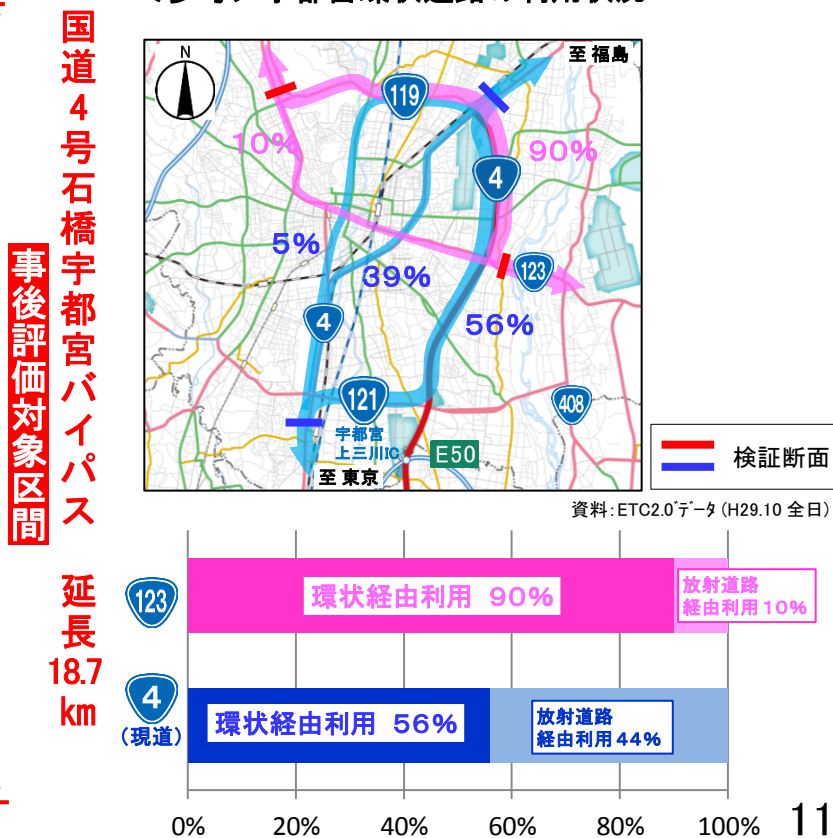 国道4号石橋宇都宮バイパス 延長18.7km
事後評価対象区間
N
至 福島
119
10%
90%
4
5%
39%
123
56%
4
121
408
宇都宮
上三川IC
E50
至 東京
検証断面
資料:ETC2.0データ(H29.10 全日)
123
環状経由利用 90%
放射道路
経由利用10%
4
(現道)
環状経由利用 56%
放射道路
経由利用44%
0% 20% 40% 60% 80% 100%
11